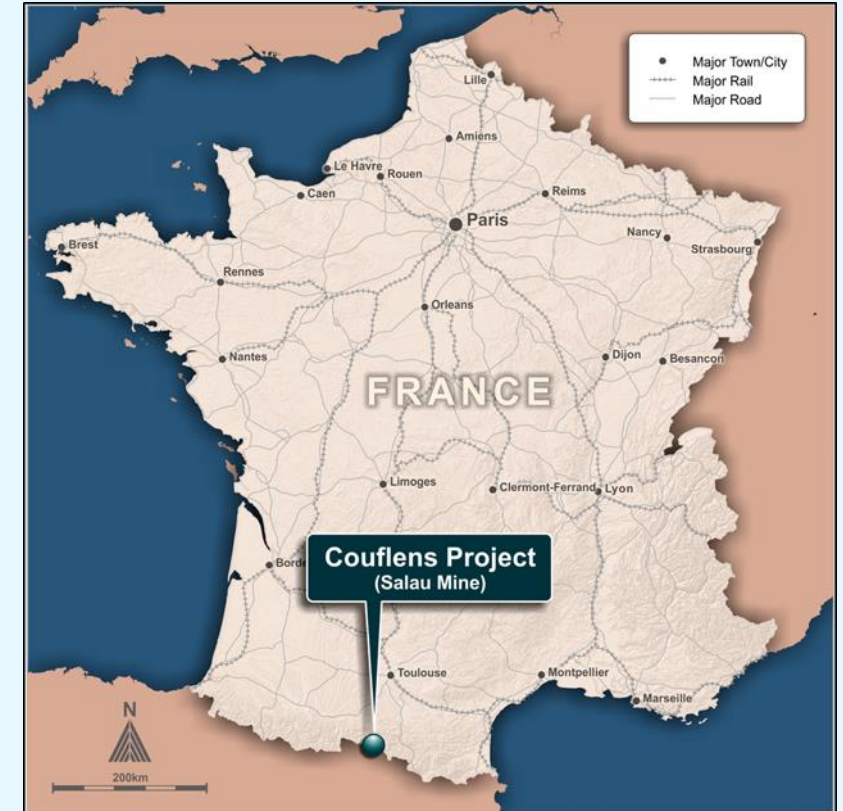 Major Town/City
Major Rail
Major Road
Lille
Amiens
Le Havre
Rouen
Caen
Reims
Paris
Nancy
Strasbourg
Brest
Rennes
Orleans
Nantes
Dijon
Besancon
FRANCE
Limoges
Clermont-Ferrand
Lyon
Couflens Project
(Salau Mine)
Borde
Toulouse
Montpellier
Marseille
N
200km